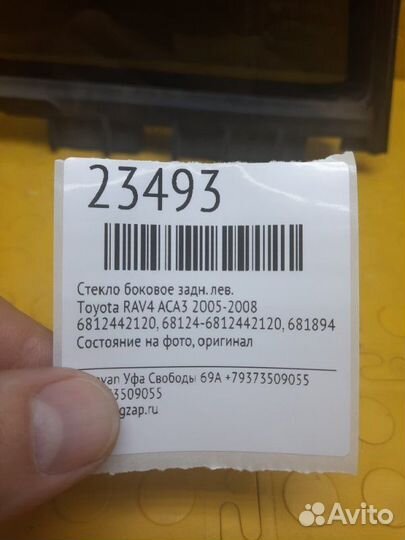 23493
Стекло боковое задн. лев.
Toyota RAV4 ACA3 2005-2008
6812442120, 68124-6812442120, 681894
Состояние на фото, оригинал
Уфа Свободы 69А +79373509055
3509055
gzap.ru
Avito